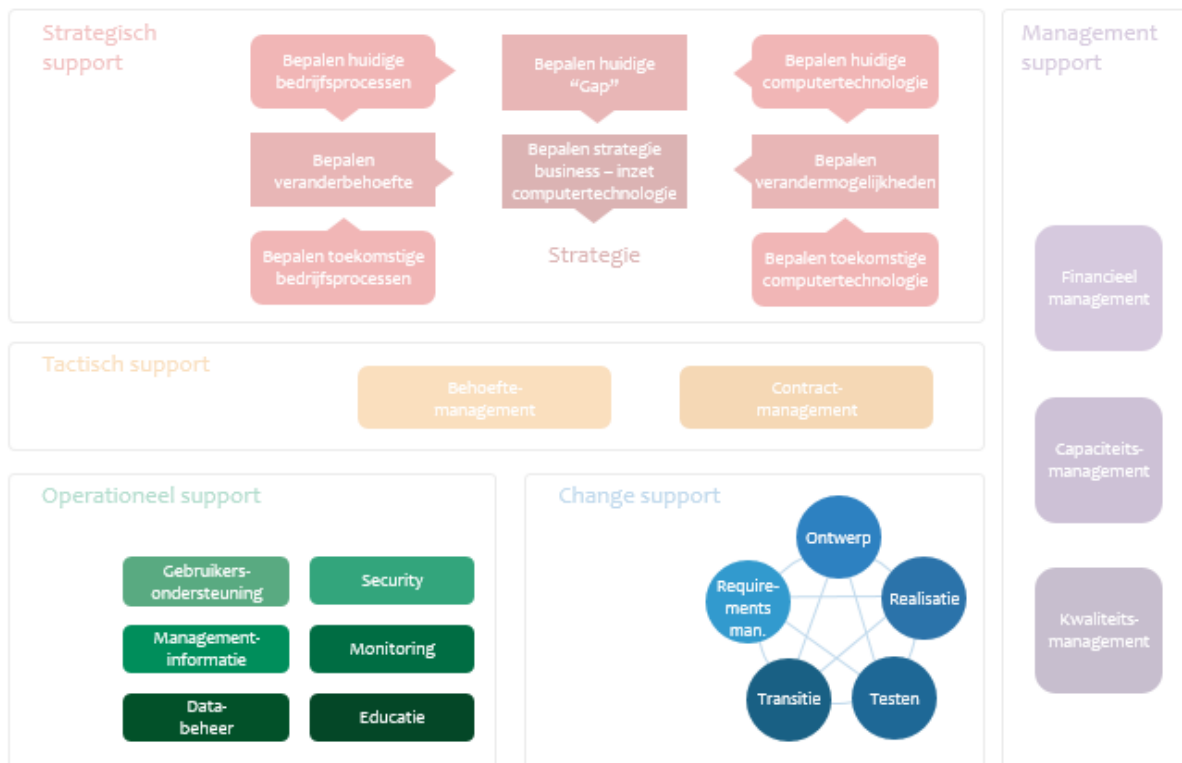 Strategisch
support
Bepalen huidige
bedrijfsprocessen
Bepalen huidige
“Gap”
Bepalen huidige
computertechnologie
Bepalen
veranderbehoefte
Bepalen strategie
business – inzet
computertechnologie
Bepalen
verandermogelijkheden
Bepalen toekomstige
bedrijfsprocessen
Strategie
Bepalen toekomstige
computertechnologie
Tactisch support
Behoefte-
management
Contract-
management
Operationeel support
Gebruikers-
ondersteuning
Security
Management-
informatie
Monitoring
Data-
beheer
Educatie
Change support
Ontwerp
Require-
ments
man.
Realisatie
Transitie
Testen
Management
support
Financieel
management
Capaciteits-
management
Kwaliteits-
management